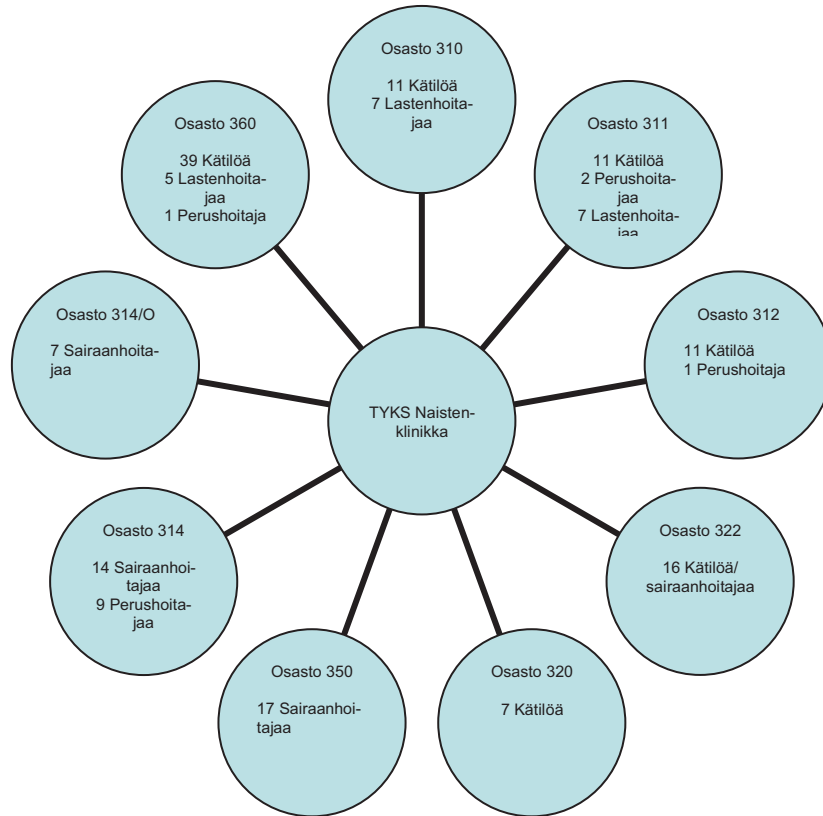 Osasto 310
11 Kätilöä
7 Lastenhoita-
jaa
Osasto 311
11 Kätilöä
2 Perushoita-
jaa
7 Lastenhoita-
jaa
Osasto 312
11 Kätilöä
1 Perushoitaja
Osasto 322
16 Kätilöä/
sairaanhoitajaa
Osasto 320
7 Kätilöä
Osasto 350
17 Sairaanhoi-
tajaa
Osasto 314
14 Sairaanhoi-
tajaa
9 Perushoita-
jaa
Osasto 314/O
7 Sairaanhoita-
jaa
Osasto 360
39 Kätilöä
5 Lastenhoita-
jaa
1 Perushoitaja
TYKS Naisten-
klinikka